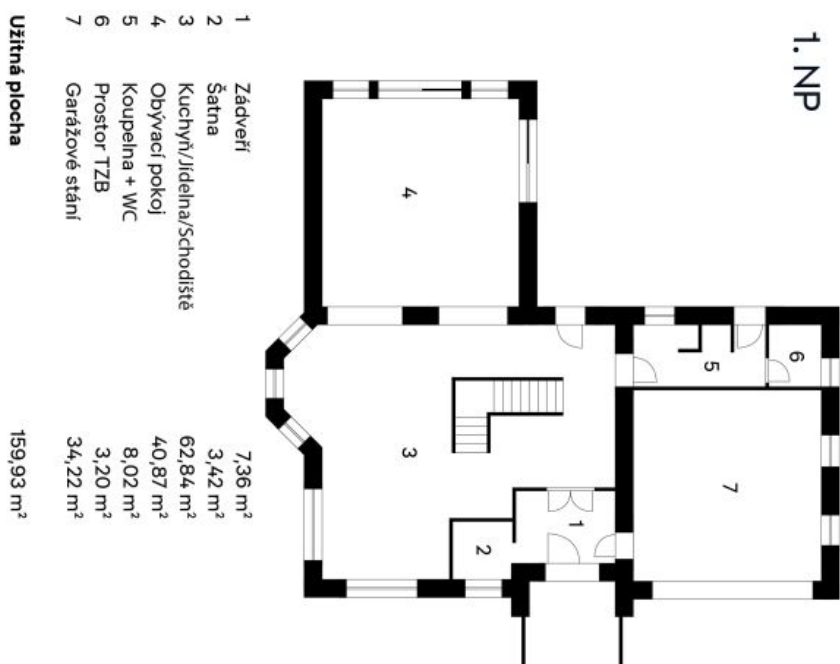 1. NP
1 Zádveří 7,36 m²
2 Šatna 3,42 m²
3 Kuchyň/Jídelna/Schodiště 62,84 m²
4 Obývací pokoj 40,87 m²
5 Koupelna + WC 8,02 m²
6 Prostor TZB 3,20 m²
7 Garážové stání 34,22 m²
Užitná plocha 159,93 m²
4
6
5
3
7
1
2